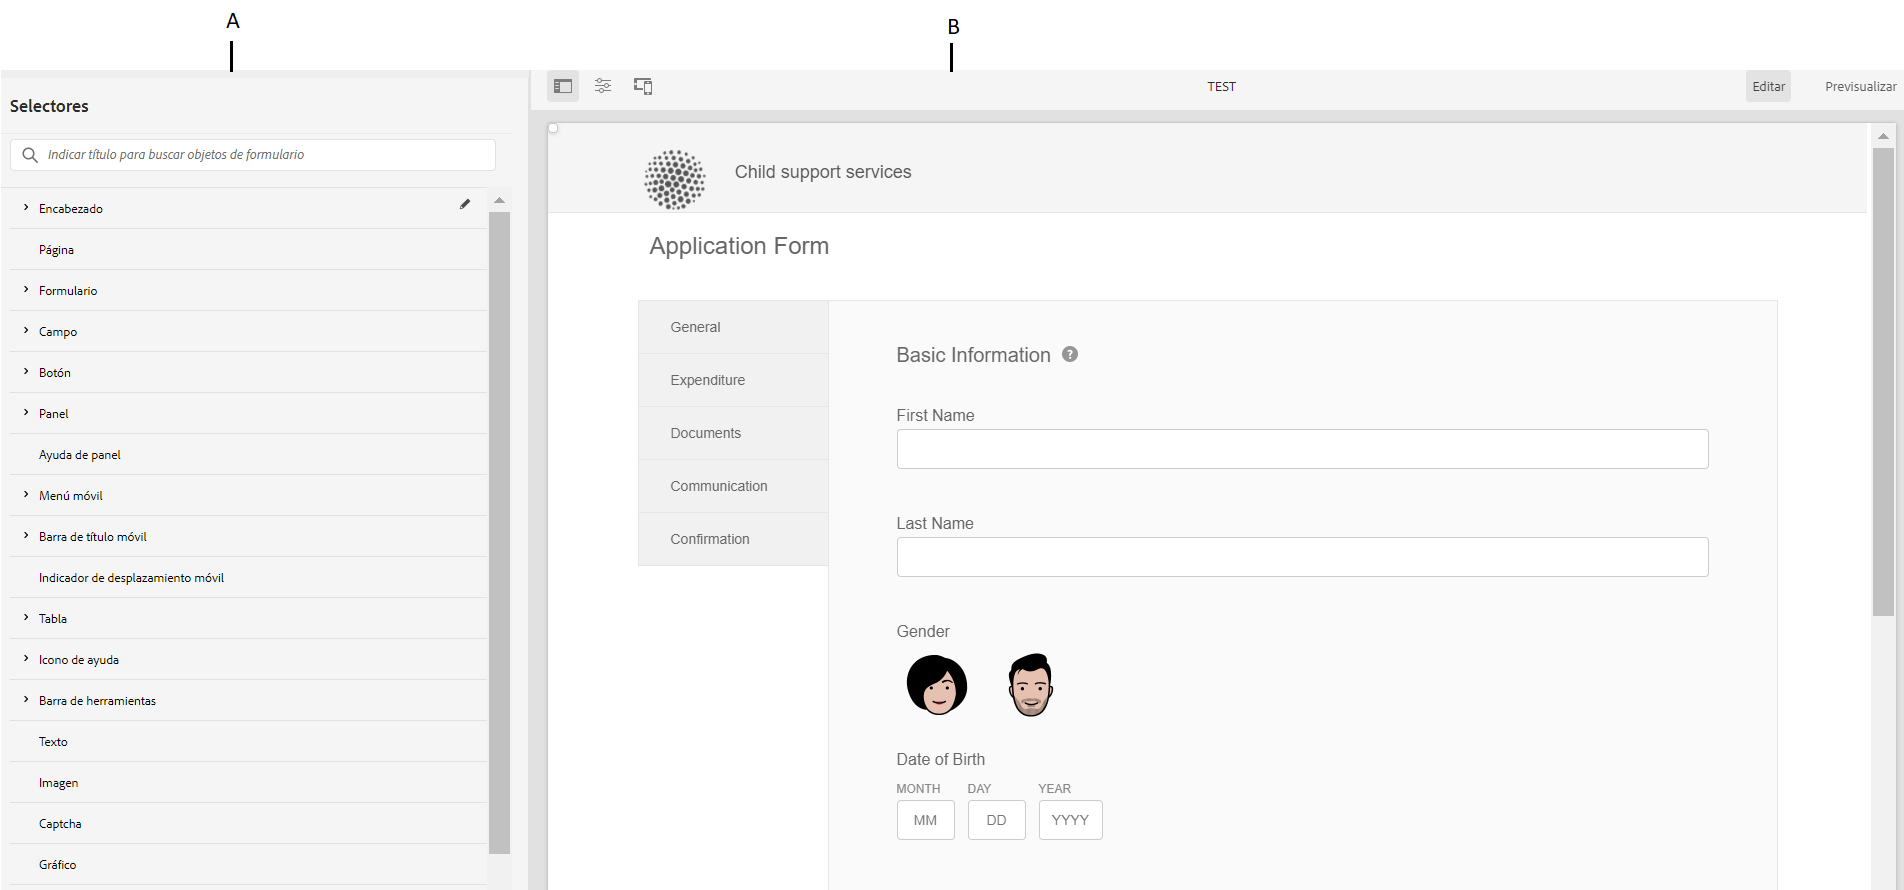 A
B
Selectores
TEST
Editar
Previsualizar
Indicar título para buscar objetos de formulario
Encabezado
Página
Formulario
Campo
Botón
Panel
Ayuda de panel
Menú móvil
Barra de título móvil
Indicador de desplazamiento móvil
Tabla
Icono de ayuda
Barra de herramientas
Texto
Imagen
Captcha
Gráfico
Child support services
Application Form
General
Expenditure
Documents
Communication
Confirmation
Basic Information ?
First Name
Last Name
Gender
Date of Birth
MONTH DAY YEAR
MM DD YYYY